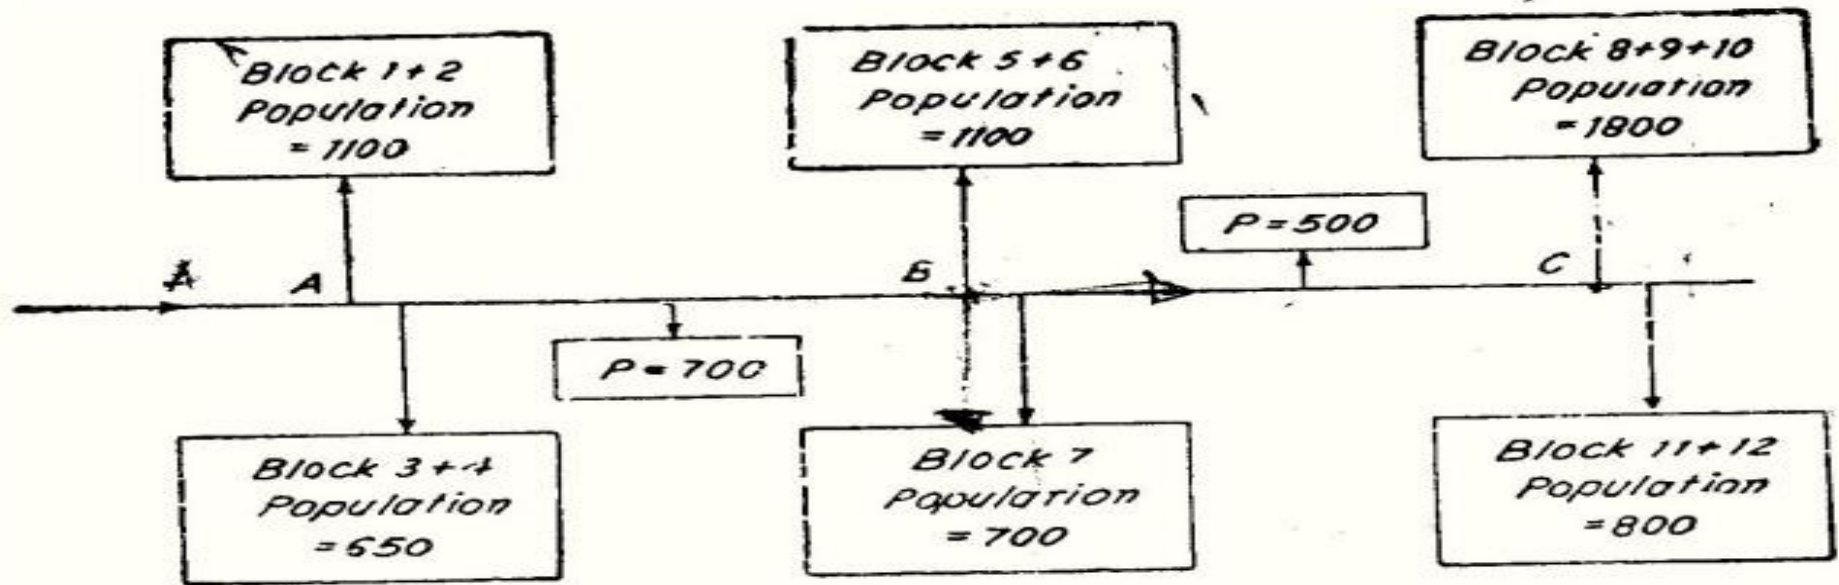 Block 1+2
Population
= 1100
Block 5+6
Population
= 1100
Block 8+9+10
Population
= 1800
P = 500
A
B
C
P = 700
Block 3+4
Population
= 650
Block 7
Population
= 700
Block 11+12
Population
= 800